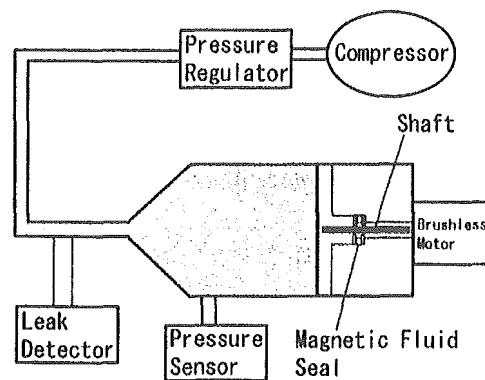 Pressure
Regulator
Compressor
Shaft
Brushless
Motor
Leak
Detector
Pressure
Sensor
Magnetic Fluid
Seal